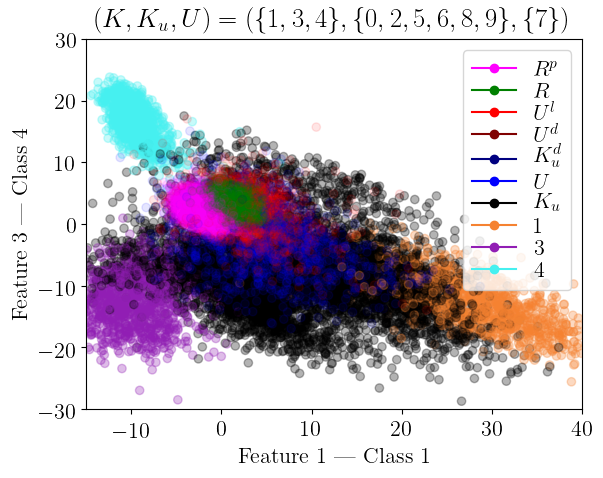 (K, K_u, U) = ({1, 3, 4}, {0, 2, 5, 6, 8, 9}, {7})
30
20
10
0
−10
−20
−30
Feature 3 — Class 4
R^p
R
U^l
U^d
K_u^d
U
K_u
1
3
4
−10
0
10
20
30
40
Feature 1 — Class 1